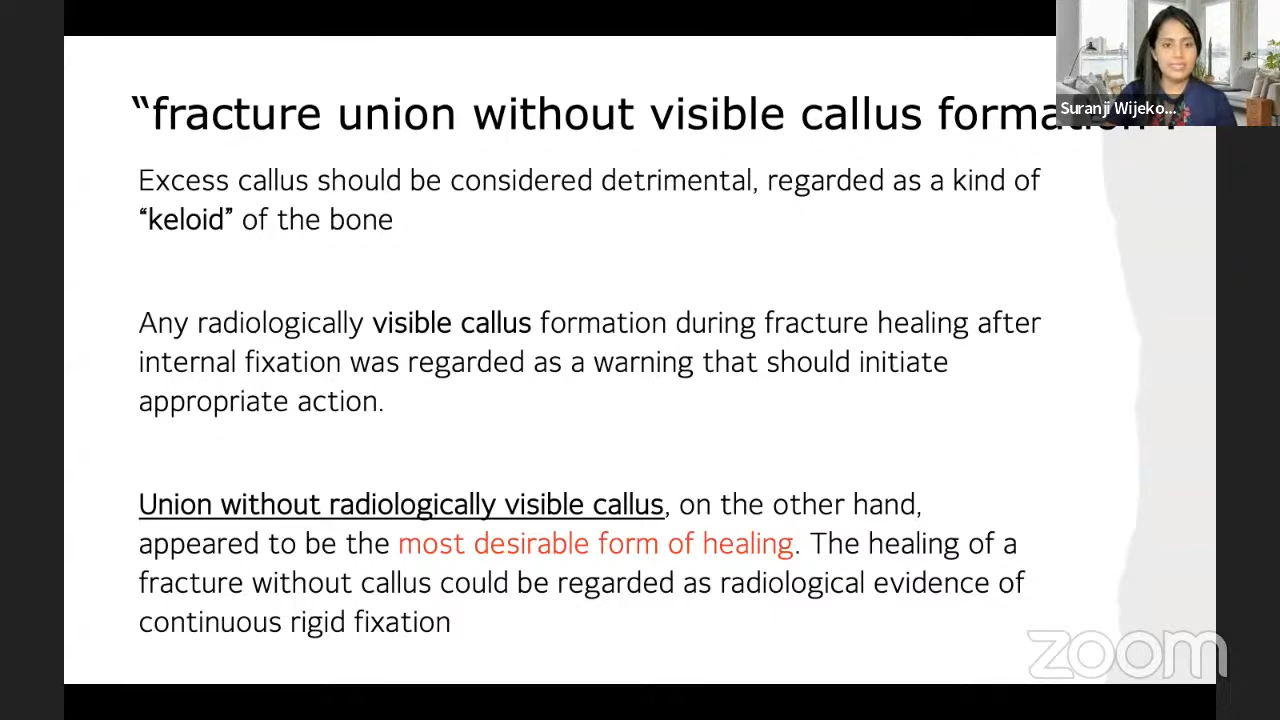 “fracture union without visible callus formation".
Suranji Wijeko...
Excess callus should be considered detrimental, regarded as a kind of
“keloid” of the bone
Any radiologically visible callus formation during fracture healing after
internal fixation was regarded as a warning that should initiate
appropriate action.
Union without radiologically visible callus, on the other hand,
appeared to be the most desirable form of healing. The healing of a
fracture without callus could be regarded as radiological evidence of
continuous rigid fixation
zoom